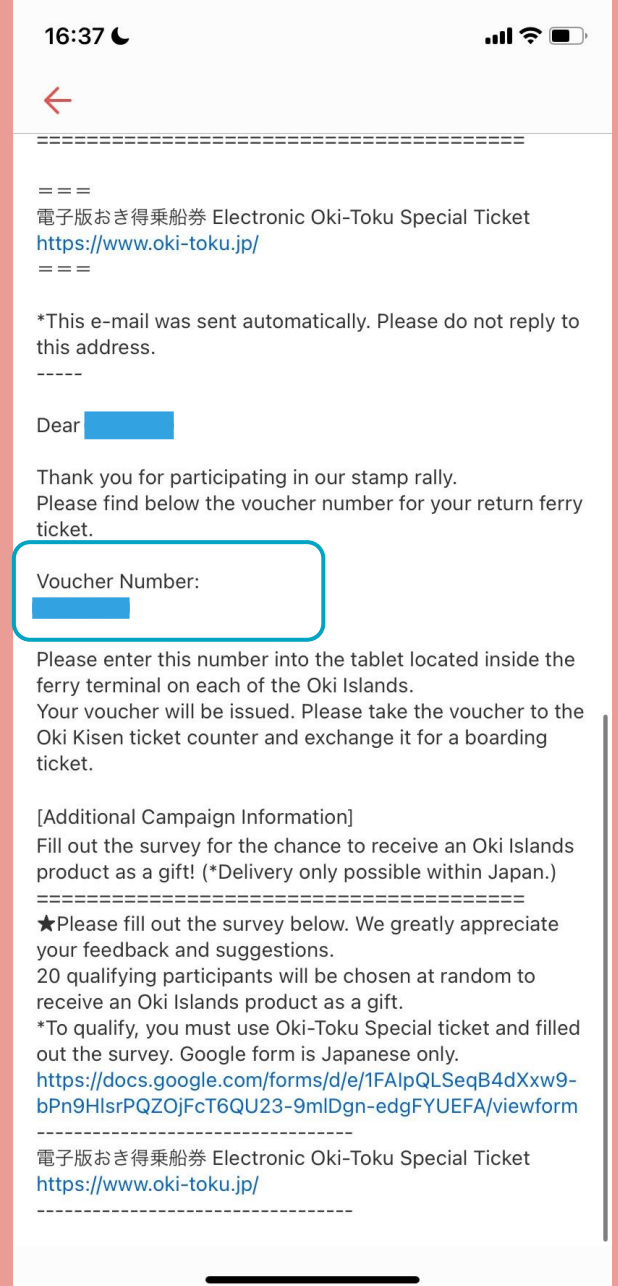 16:37
=======================================
＝＝＝
電子版おき得乗船券 Electronic Oki-Toku Special Ticket
https://www.oki-toku.jp/
＝＝＝
*This e-mail was sent automatically. Please do not reply to
this address.
-----
Dear
Thank you for participating in our stamp rally.
Please find below the voucher number for your return ferry
ticket.
Voucher Number:
Please enter this number into the tablet located inside the
ferry terminal on each of the Oki Islands.
Your voucher will be issued. Please take the voucher to the
Oki Kisen ticket counter and exchange it for a boarding
ticket.
[Additional Campaign Information]
Fill out the survey for the chance to receive an Oki Islands
product as a gift! (*Delivery only possible within Japan.)
=======================================
★Please fill out the survey below. We greatly appreciate
your feedback and suggestions.
20 qualifying participants will be chosen at random to
receive an Oki Islands product as a gift.
*To qualify, you must use Oki-Toku Special ticket and filled
out the survey. Google form is Japanese only.
https://docs.google.com/forms/d/e/1FAIpQLSeqB4dXxw9-
bPn9HlsrPQZOjFcT6QU23-9mlDgn-edgFYUEFA/viewform
----------------------------------
電子版おき得乗船券 Electronic Oki-Toku Special Ticket
https://www.oki-toku.jp/
----------------------------------